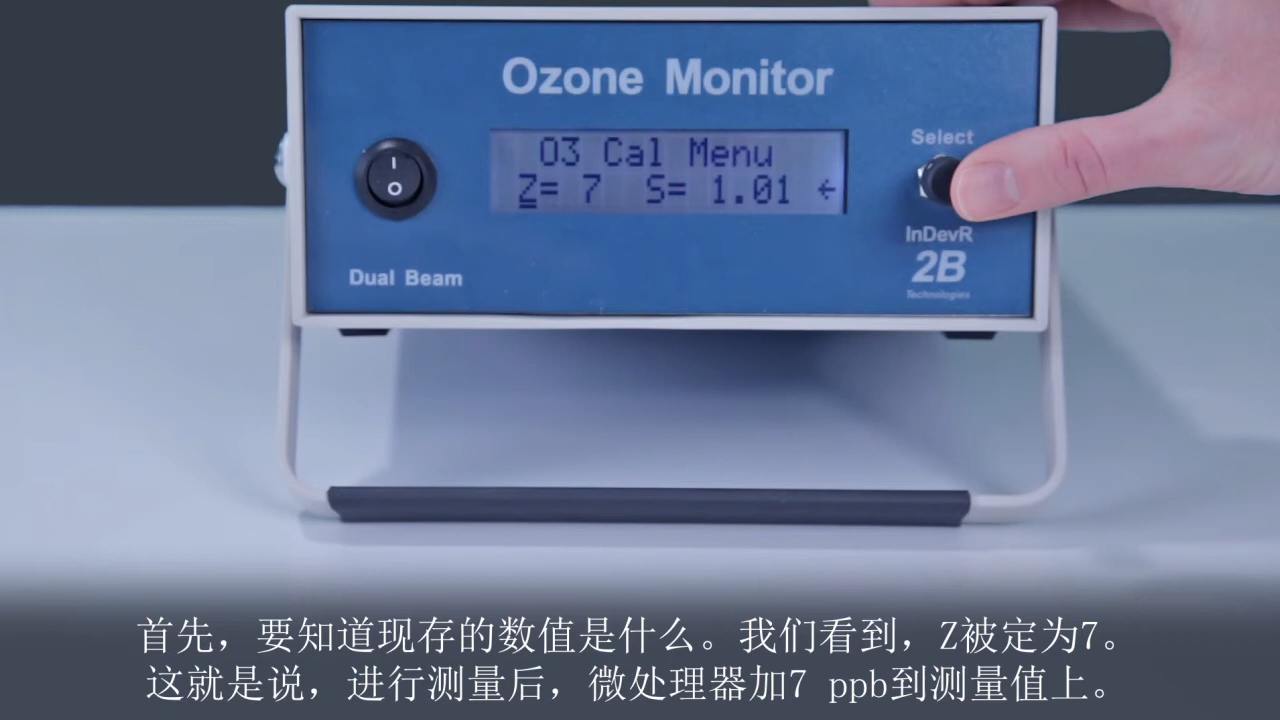 Ozone Monitor
O3 Cal Menu
Z= 7 S= 1.01 ←
Select
I
O
Dual Beam
InDevR
2B
Technologies
首先，要知道现存的数值是什么。我们看到，Z被定为7。
这就是说，进行测量后，微处理器加7 ppb到测量值上。